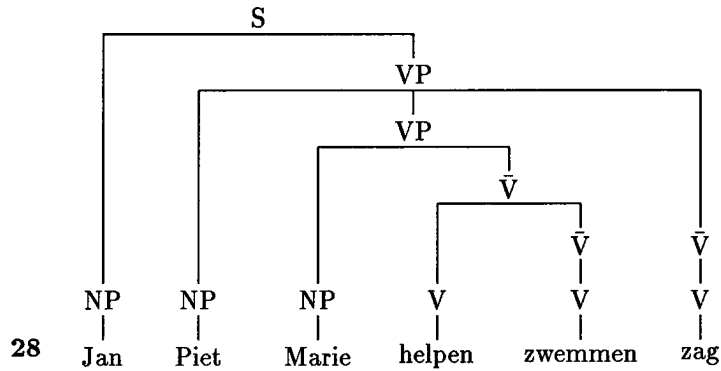 S
VP
VP
V̄
V̄ V̄
NP NP NP V V V
28 Jan Piet Marie helpen zwemmen zag